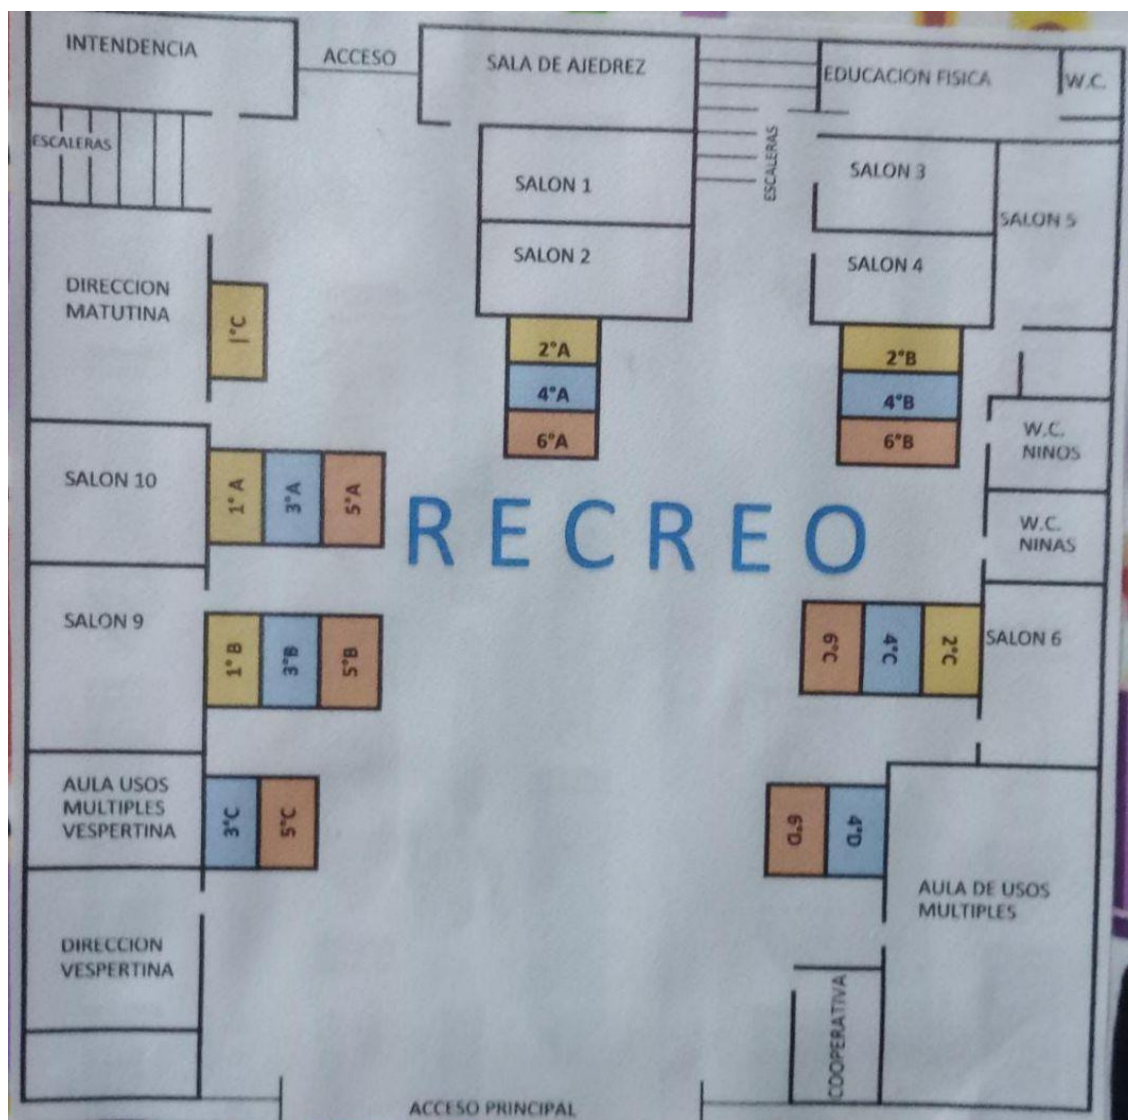 INTENDENCIA
ACCESO
SALA DE AJEDREZ
EDUCACION FISICA
W.C.
ESCALERAS
ESCALERAS
SALON 1
SALON 3
SALON 5
SALON 2
SALON 4
DIRECCION
MATUTINA
1°C
2°A
4°A
6°A
2°B
4°B
6°B
W.C.
NINOS
SALON 10
1° A
3°A
5°A
RECREO
W.C.
NINAS
SALON 9
1° B
3°B
5°B
6°C
4°C
2°C
SALON 6
AULA USOS
MULTIPLES
VESPERTINA
3°C
5°C
6°D
4°D
AULA DE USOS
MULTIPLES
DIRECCION
VESPERTINA
COOPERATIVA
ACCESO PRINCIPAL